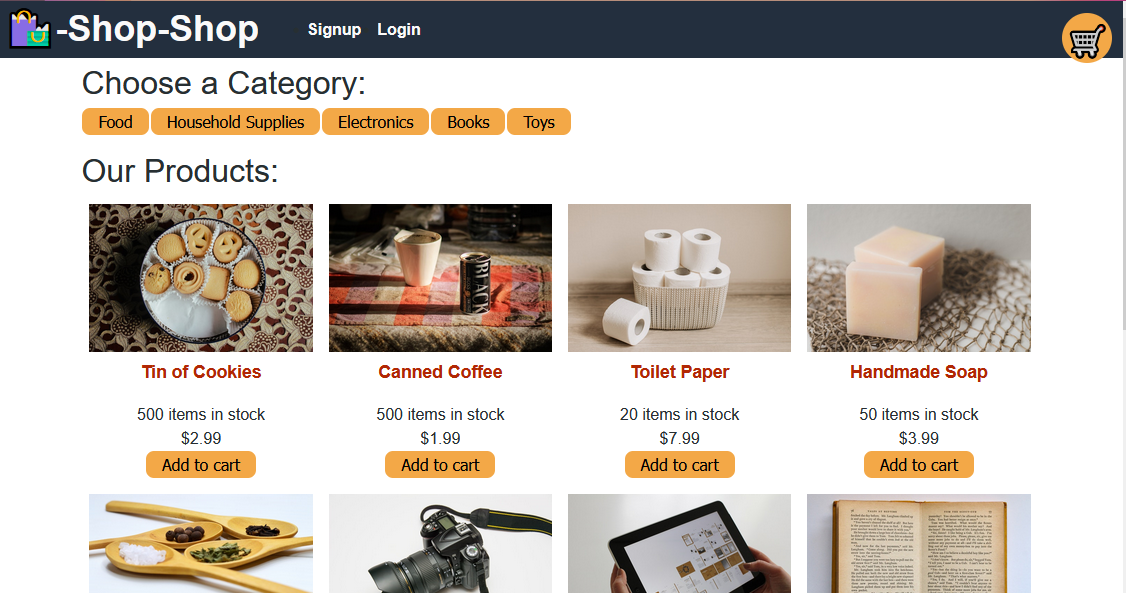 -Shop-Shop Signup Login
Choose a Category:
Food Household Supplies Electronics Books Toys
Our Products:
BLACK
Tin of Cookies Canned Coffee Toilet Paper Handmade Soap
500 items in stock 500 items in stock 20 items in stock 50 items in stock
$2.99 $1.99 $7.99 $3.99
Add to cart Add to cart Add to cart Add to cart